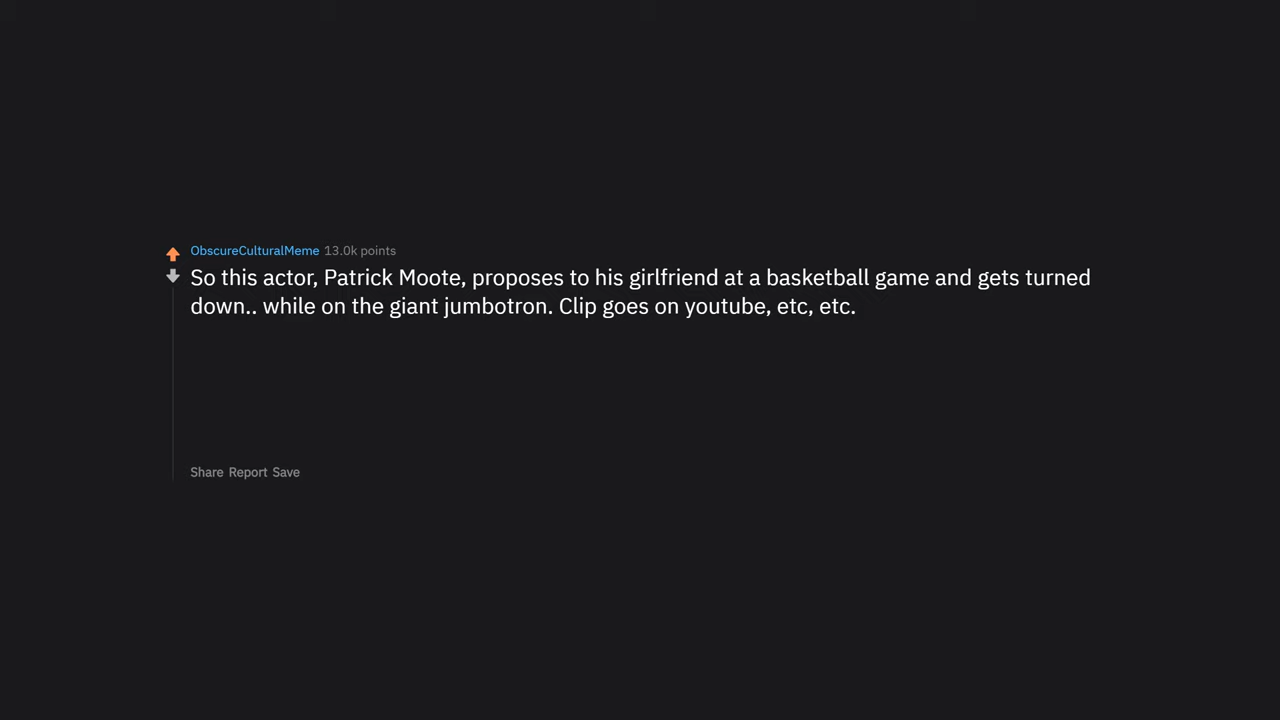 ObscureCulturalMeme 13.0k points
So this actor, Patrick Moote, proposes to his girlfriend at a basketball game and gets turned
down.. while on the giant jumbotron. Clip goes on youtube, etc, etc.
Share Report Save